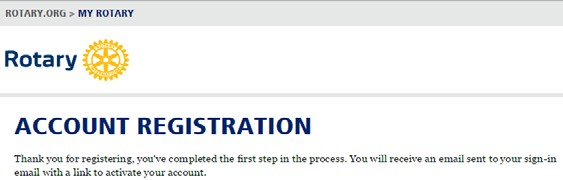 ROTARY.ORG > MY ROTARY
Rotary
ACCOUNT REGISTRATION
Thank you for registering, you've completed the first step in the process. You will receive an email sent to your sign-in
email with a link to activate your account.